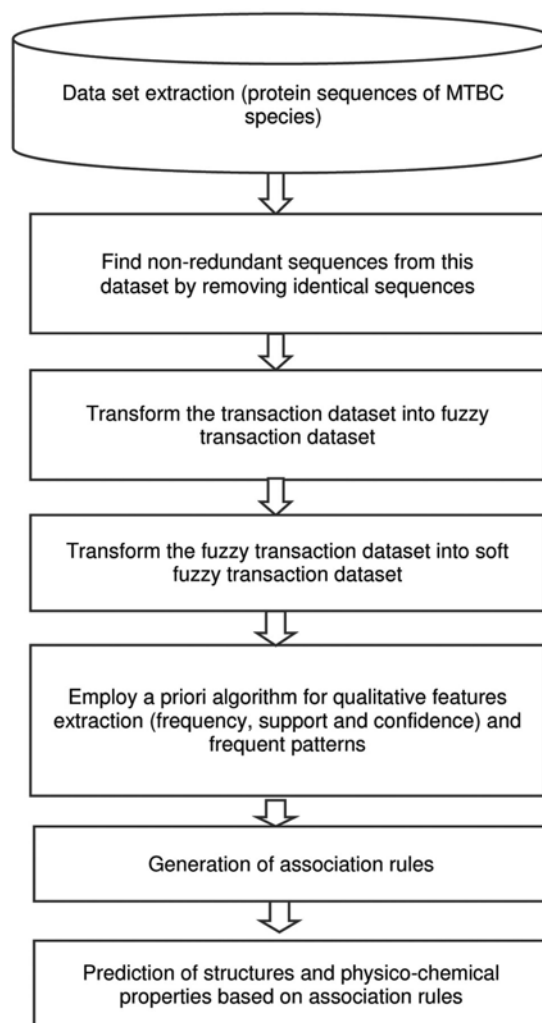 Data set extraction (protein sequences of MTBC
species)
Find non-redundant sequences from this
dataset by removing identical sequences
Transform the transaction dataset into fuzzy
transaction dataset
Transform the fuzzy transaction dataset into soft
fuzzy transaction dataset
Employ a priori algorithm for qualitative features
extraction (frequency, support and confidence) and
frequent patterns
Generation of association rules
Prediction of structures and physico-chemical
properties based on association rules